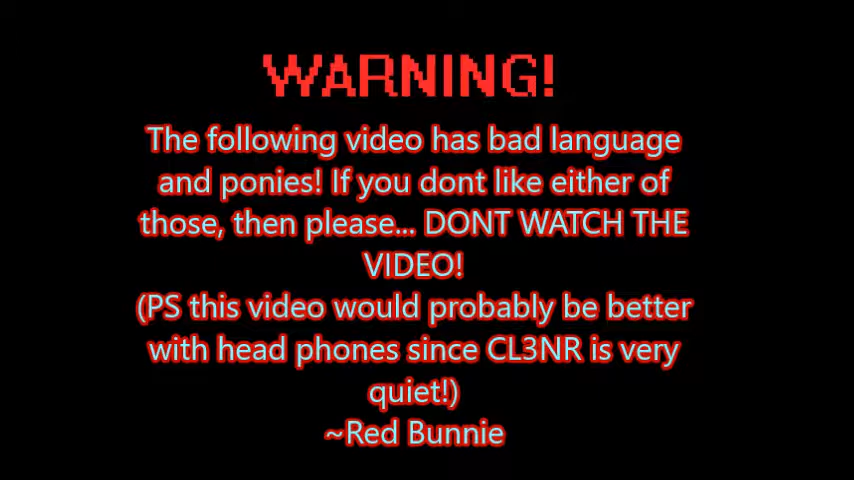 WARNING!
The following video has bad language
and ponies! If you dont like either of
those, then please... DONT WATCH THE
VIDEO!
(PS this video would probably be better
with head phones since CL3NR is very
quiet!)
~Red Bunnie